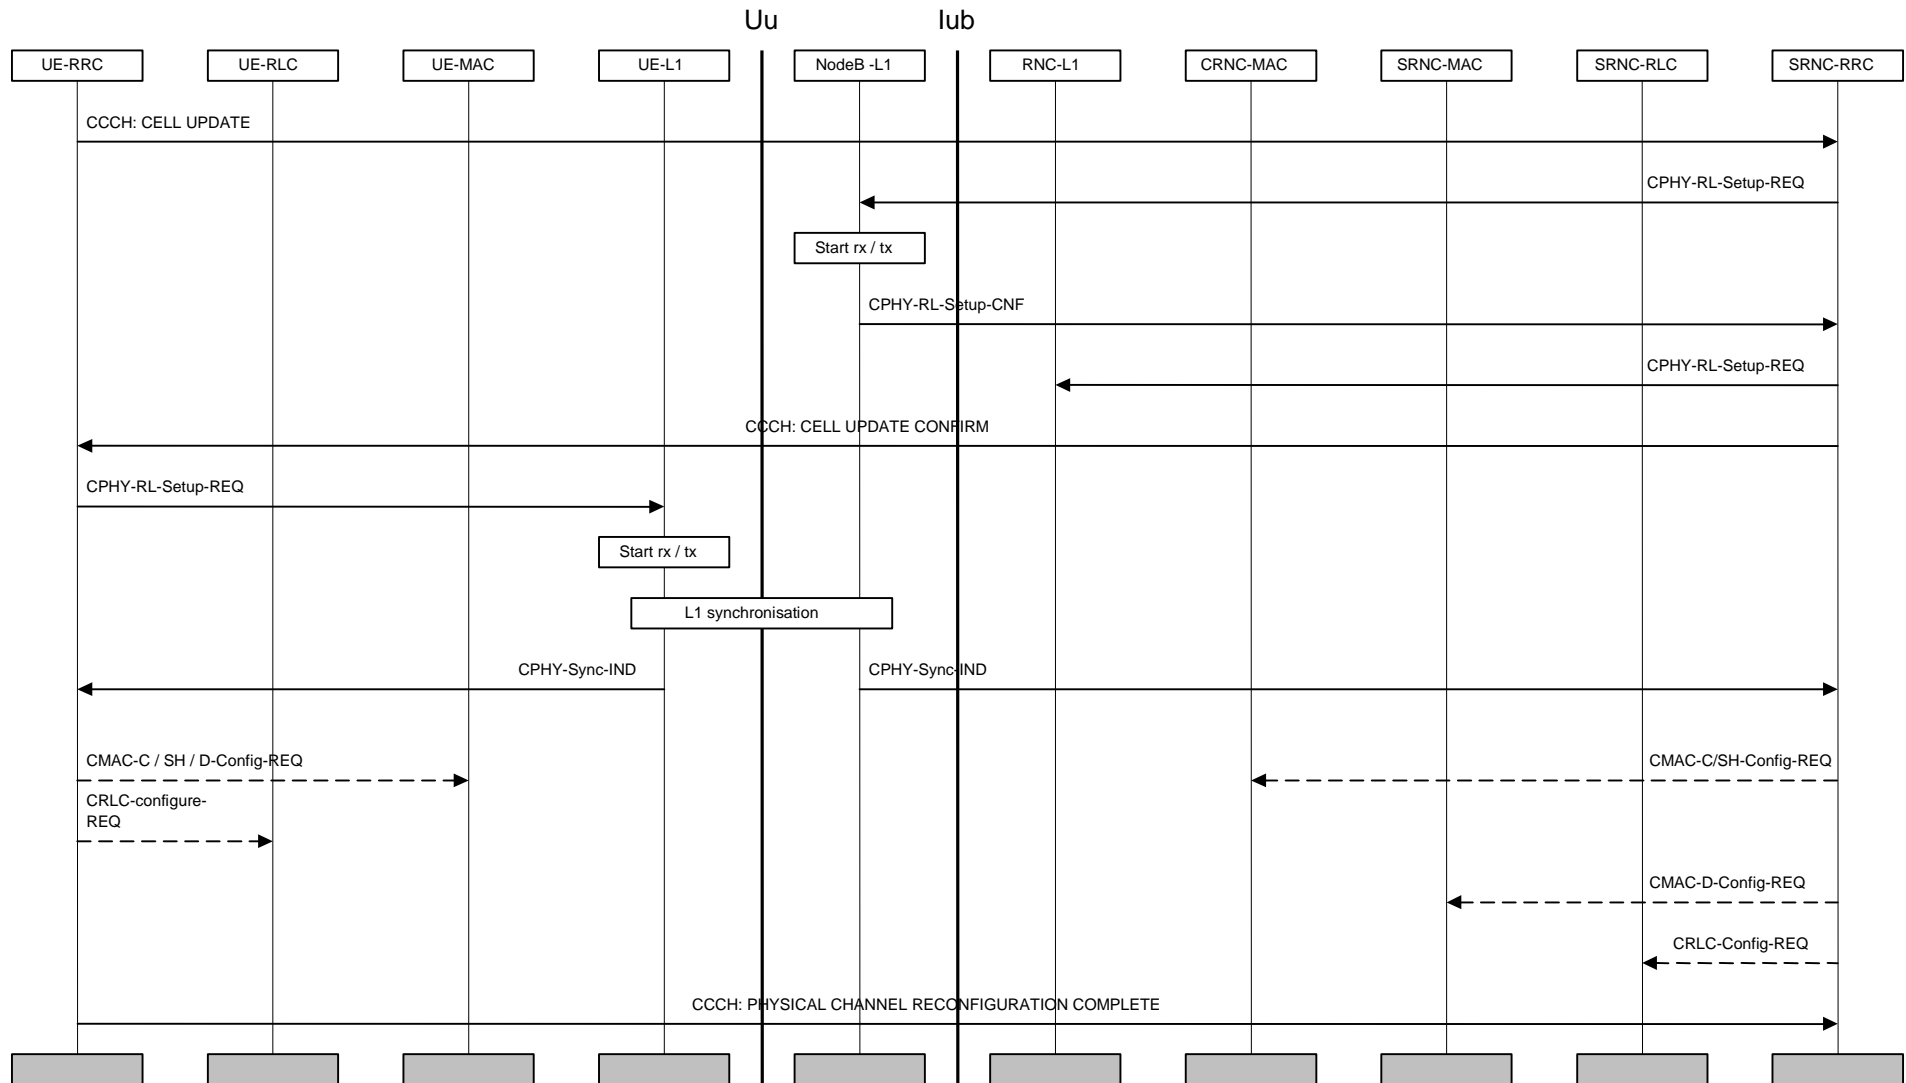 Uu
Iub
UE-RRC
UE-RLC
UE-MAC
UE-L1
NodeB -L1
RNC-L1
CRNC-MAC
SRNC-MAC
SRNC-RLC
SRNC-RRC
CCCH: CELL UPDATE
CPHY-RL-Setup-REQ
Start rx / tx
CPHY-RL-Setup-CNF
CPHY-RL-Setup-REQ
CCCH: CELL UPDATE CONFIRM
CPHY-RL-Setup-REQ
Start rx / tx
L1 synchronisation
CPHY-Sync-IND
CPHY-Sync-IND
CMAC-C / SH / D-Config-REQ
CMAC-C/SH-Config-REQ
CRLC-configure-
REQ
CMAC-D-Config-REQ
CRLC-Config-REQ
CCCH: PHYSICAL CHANNEL RECONFIGURATION COMPLETE